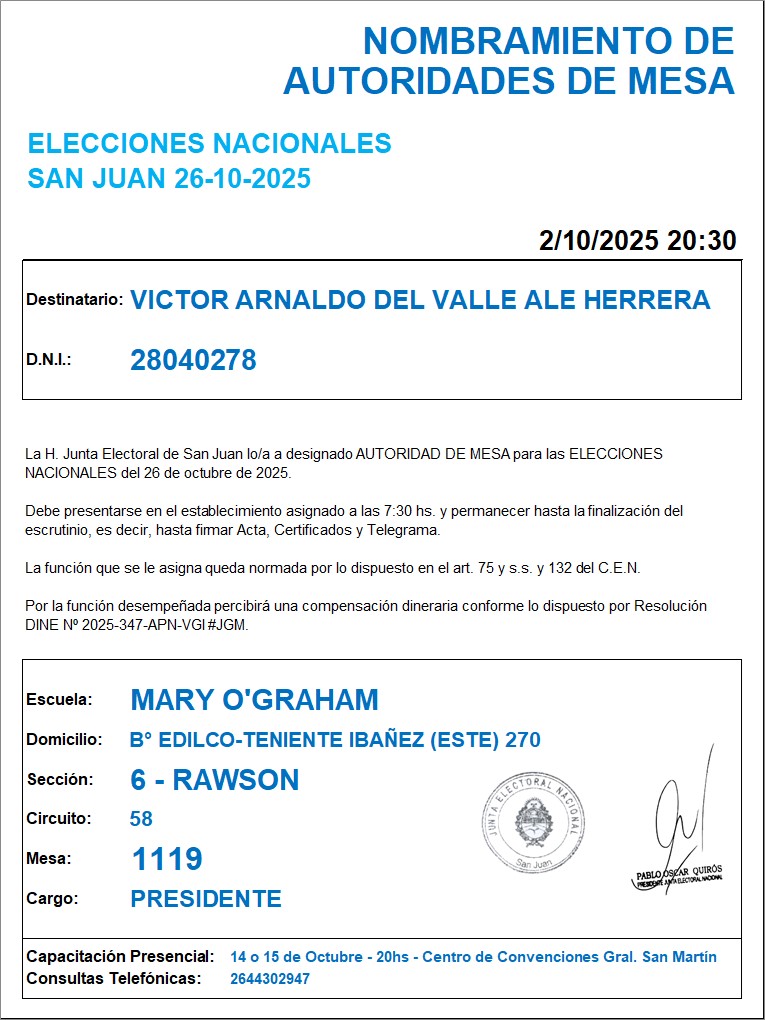 NOMBRAMIENTO DE
AUTORIDADES DE MESA
ELECCIONES NACIONALES
SAN JUAN 26-10-2025
2/10/2025 20:30
Destinatario: VICTOR ARNALDO DEL VALLE ALE HERRERA
D.N.I.: 28040278
La H. Junta Electoral de San Juan lo/a a designado AUTORIDAD DE MESA para las ELECCIONES
NACIONALES del 26 de octubre de 2025.
Debe presentarse en el establecimiento asignado a las 7:30 hs. y permanecer hasta la finalización del
escrutinio, es decir, hasta firmar Acta, Certificados y Telegrama.
La función que se le asigna queda normada por lo dispuesto en el art. 75 y s.s. y 132 del C.E.N.
Por la función desempeñada percibirá una compensación dineraria conforme lo dispuesto por Resolución
DINE Nº 2025-347-APN-VGI#JGM.
Escuela: MARY O'GRAHAM
Domicilio: B° EDILCO-TENIENTE IBAÑEZ (ESTE) 270
Sección: 6 - RAWSON
Circuito: 58
Mesa: 1119
Cargo: PRESIDENTE
JUNTA ELECTORAL NACIONAL
San Juan
PABLO OSCAR QUIRÓS
PRESIDENTE JUNTA ELECTORAL NACIONAL
Capacitación Presencial: 14 o 15 de Octubre - 20hs - Centro de Convenciones Gral. San Martín
Consultas Telefónicas: 2644302947